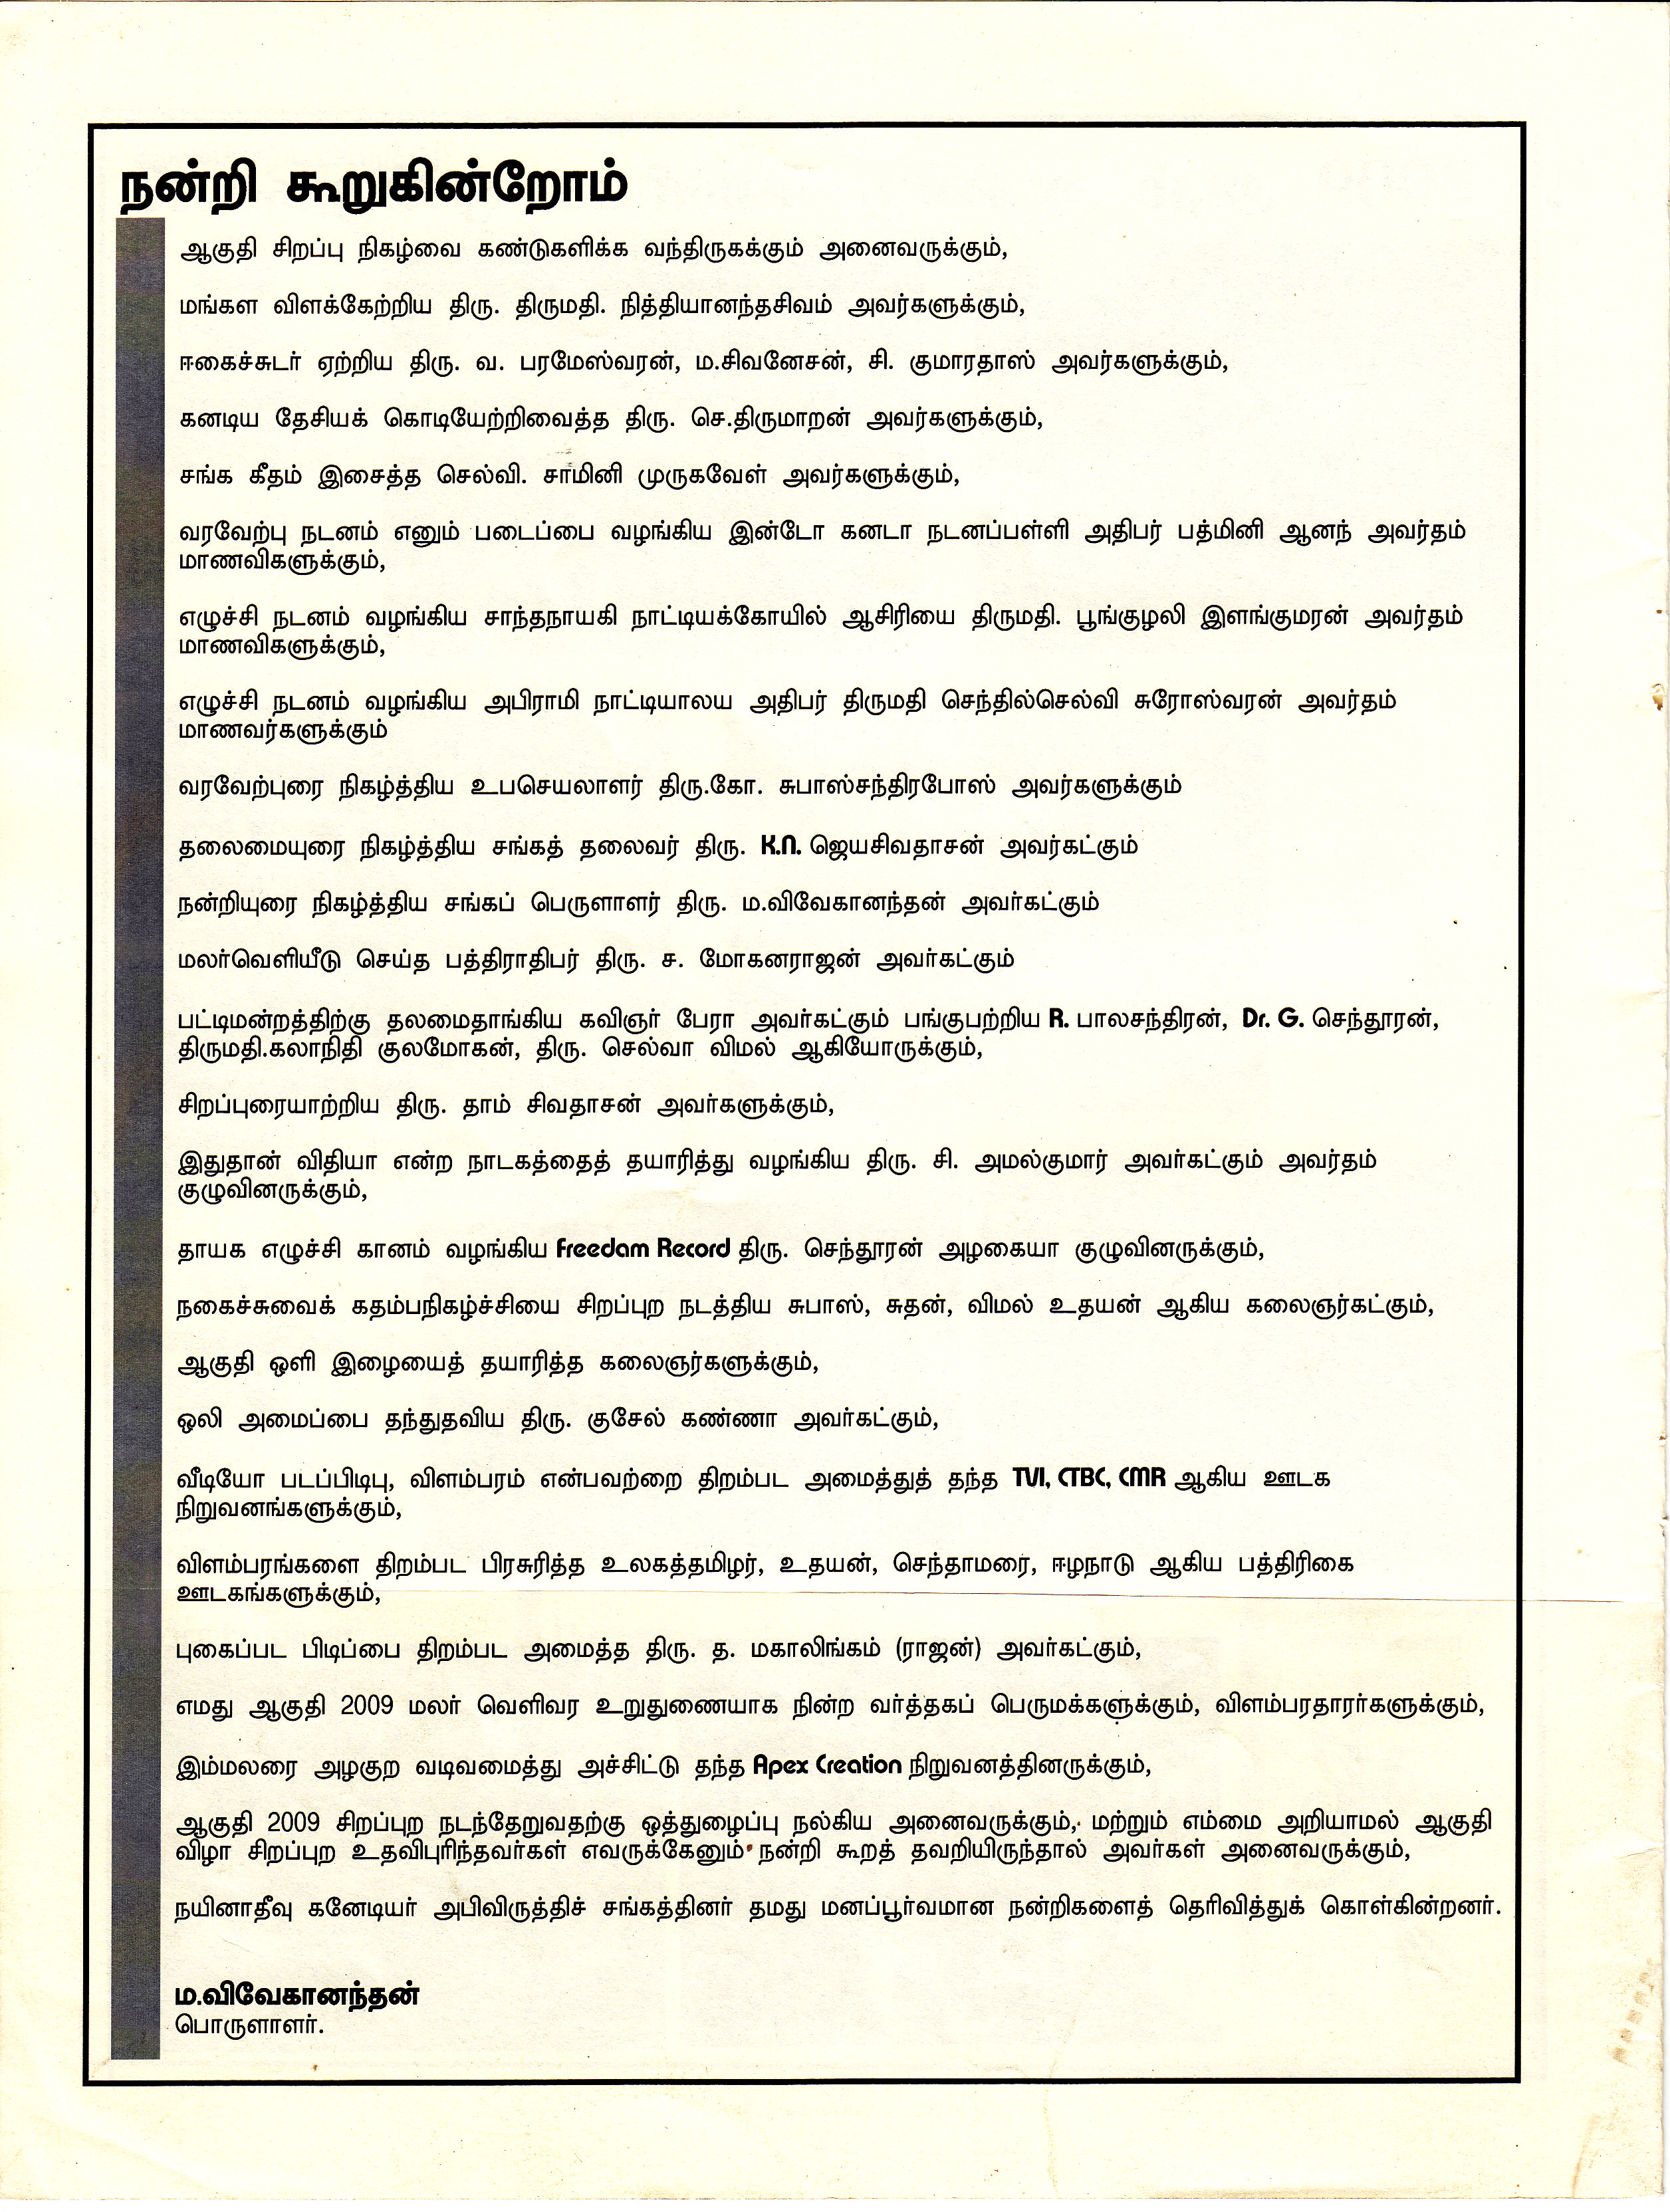 நன்றி கூறுகின்றோம்
ஆகுதி சிறப்பு நிகழ்வை கண்டுகளிக்க வந்திருகக்கும் அனைவருக்கும்,
மங்கள விளக்கேற்றிய திரு. திருமதி. நித்தியானந்தசிவம் அவர்களுக்கும்,
ஈகைச்சுடர் ஏற்றிய திரு. வ. பரமேஸ்வரன், ம.சிவனேசன், சி. குமாரதாஸ் அவர்களுக்கும்,
கனடிய தேசியக் கொடியேற்றிவைத்த திரு. செ.திருமாறன் அவர்களுக்கும்,
சங்க கீதம் இசைத்த செல்வி. சாமினி முருகவேள் அவர்களுக்கும்,
வரவேற்பு நடனம் எனும் படைப்பை வழங்கிய இன்டோ கனடா நடனப்பள்ளி அதிபர் பத்மினி ஆனந் அவர்தம்
மாணவிகளுக்கும்,
எழுச்சி நடனம் வழங்கிய சாந்தநாயகி நாட்டியக்கோயில் ஆசிரியை திருமதி. பூங்குழலி இளங்குமரன் அவர்தம்
மாணவிகளுக்கும்,
எழுச்சி நடனம் வழங்கிய அபிராமி நாட்டியாலய அதிபர் திருமதி செந்தில்செல்வி சுரோஸ்வரன் அவர்தம்
மாணவர்களுக்கும்
வரவேற்புரை நிகழ்த்திய உபசெயலாளர் திரு.கோ. சுபாஸ்சந்திரபோஸ் அவர்களுக்கும்
தலைமையுரை நிகழ்த்திய சங்கத் தலைவர் திரு. K.N. ஜெயசிவதாசன் அவர்கட்கும்
நன்றியுரை நிகழ்த்திய சங்கப் பெருளாளர் திரு. ம.விவேகானந்தன் அவர்கட்கும்
மலர்வெளியீடு செய்த பத்திராதிபர் திரு. ச. மோகனராஜன் அவர்கட்கும்
பட்டிமன்றத்திற்கு தலமைதாங்கிய கவிஞர் பேரா அவர்கட்கும் பங்குபற்றிய R. பாலசந்திரன், Dr. G. செந்தூரன்,
திருமதி.கலாநிதி குலமோகன், திரு. செல்வா விமல் ஆகியோருக்கும்,
சிறப்புரையாற்றிய திரு. தாம் சிவதாசன் அவர்களுக்கும்,
இதுதான் விதியா என்ற நாடகத்தைத் தயாரித்து வழங்கிய திரு. சி. அமல்குமார் அவர்கட்கும் அவர்தம்
குழுவினருக்கும்,
தாயக எழுச்சி கானம் வழங்கிய Freedam Record திரு. செந்தூரன் அழகையா குழுவினருக்கும்,
நகைச்சுவைக் கதம்பநிகழ்ச்சியை சிறப்புற நடத்திய சுபாஸ், சுதன், விமல் உதயன் ஆகிய கலைஞர்கட்கும்,
ஆகுதி ஒளி இழையைத் தயாரித்த கலைஞர்களுக்கும்,
ஒலி அமைப்பை தந்துதவிய திரு. குசேல் கண்ணா அவர்கட்கும்,
வீடியோ படப்பிடிபு, விளம்பரம் என்பவற்றை திறம்பட அமைத்துத் தந்த TVI, CTBC, CMR ஆகிய ஊடக
நிறுவனங்களுக்கும்,
விளம்பரங்களை திறம்பட பிரசுரித்த உலகத்தமிழர், உதயன், செந்தாமரை, ஈழநாடு ஆகிய பத்திரிகை
ஊடகங்களுக்கும்,
புகைப்பட பிடிப்பை திறம்பட அமைத்த திரு. த. மகாலிங்கம் (ராஜன்) அவர்கட்கும்,
எமது ஆகுதி 2009 மலர் வெளிவர உறுதுணையாக நின்ற வர்த்தகப் பெருமக்களுக்கும், விளம்பரதாரர்களுக்கும்,
இம்மலரை அழகுற வடிவமைத்து அச்சிட்டு தந்த Apex Creation நிறுவனத்தினருக்கும்,
ஆகுதி 2009 சிறப்புற நடந்தேறுவதற்கு ஒத்துழைப்பு நல்கிய அனைவருக்கும், மற்றும் எம்மை அறியாமல் ஆகுதி
விழா சிறப்புற உதவிபுரிந்தவர்கள் எவருக்கேனும் நன்றி கூறத் தவறியிருந்தால் அவர்கள் அனைவருக்கும்,
நயினாதீவு கனேடியர் அபிவிருத்திச் சங்கத்தினர் தமது மனப்பூர்வமான நன்றிகளைத் தெரிவித்துக் கொள்கின்றனர்.
ம.விவேகானந்தன்
பொருளாளர்.